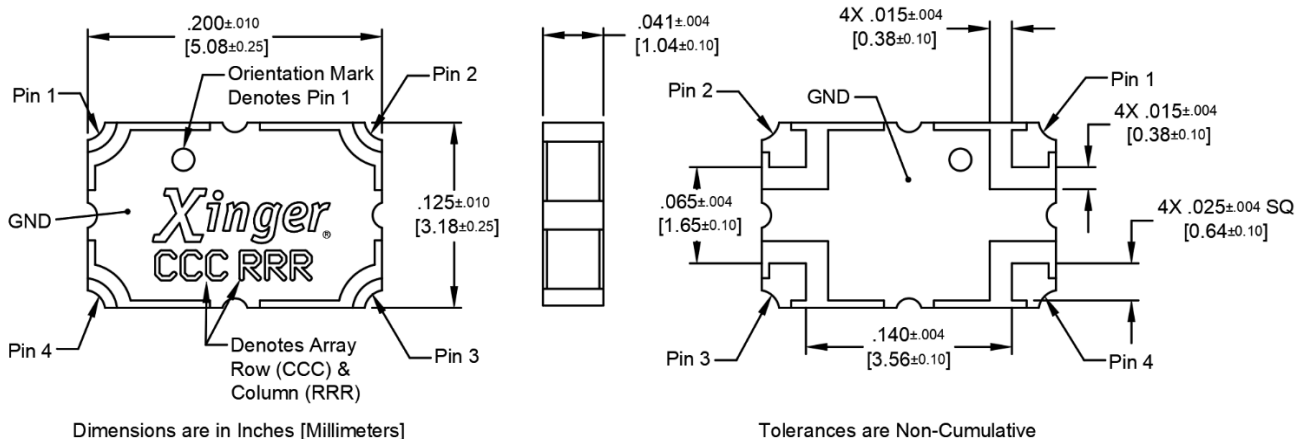 .200±.010
[5.08±0.25]
Orientation Mark
Denotes Pin 1
Pin 1
Pin 2
GND
Xinger®
CCC RRR
.125±.010
[3.18±0.25]
Pin 4
Pin 3
Denotes Array
Row (CCC) &
Column (RRR)
Dimensions are in Inches [Millimeters]
.041±.004
[1.04±0.10]
4X .015±.004
[0.38±0.10]
Pin 2
GND
Pin 1
4X .015±.004
[0.38±0.10]
.065±.004
[1.65±0.10]
4X .025±.004 SQ
[0.64±0.10]
Pin 3
.140±.004
[3.56±0.10]
Pin 4
Tolerances are Non-Cumulative